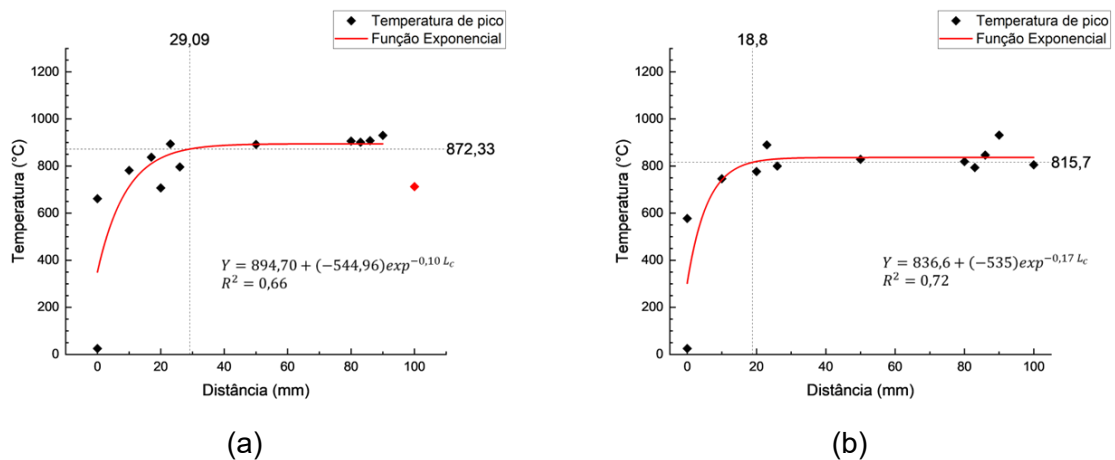 Temperatura de pico
Função Exponencial
29,09
1200
1000
800
600
400
200
0
872,33
Y = 894,70 + (−544,96)exp^{−0,10 L_c}
R² = 0,66
0 20 40 60 80 100
Temperatura (°C)
Distância (mm)
(a)
Temperatura de pico
Função Exponencial
18,8
1200
1000
800
600
400
200
0
815,7
Y = 836,6 + (−535)exp^{−0,17 L_c}
R² = 0,72
0 20 40 60 80 100
Temperatura (°C)
Distância (mm)
(b)